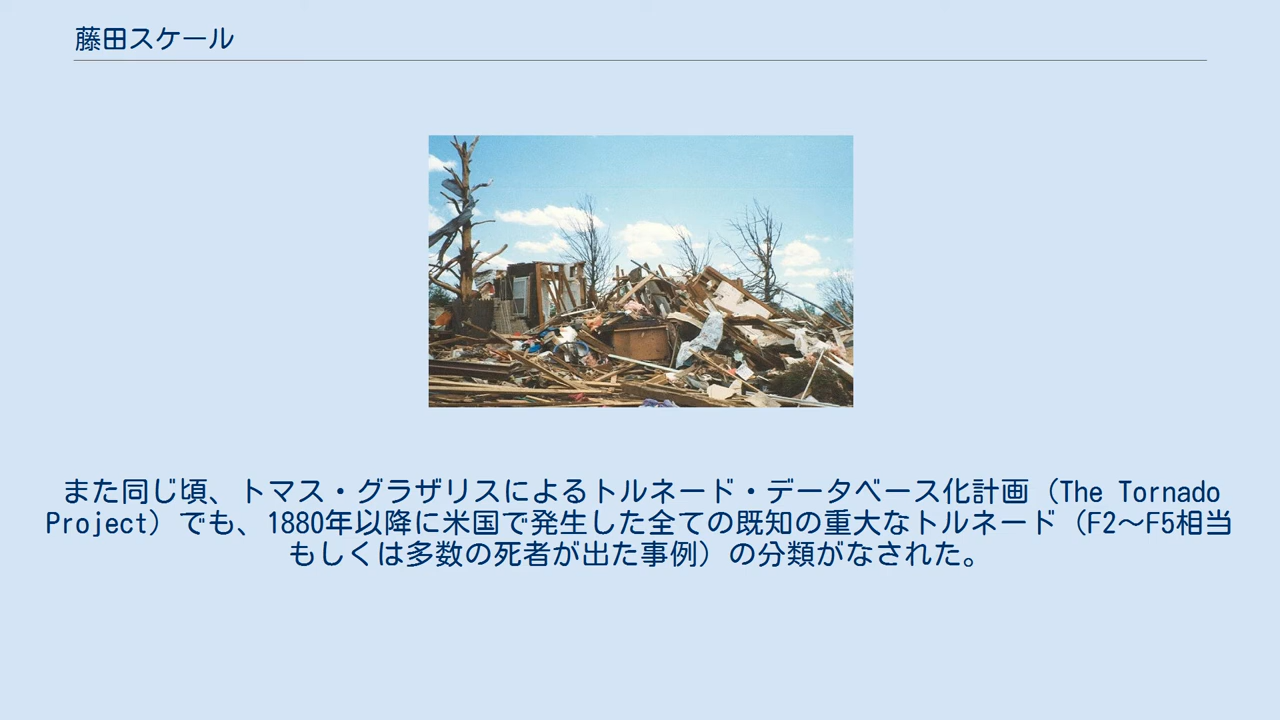 藤田スケール
また同じ頃、トマス・グラザリスによるトルネード・データベース化計画（The Tornado
Project）でも、1880年以降に米国で発生した全ての既知の重大なトルネード（F2～F5相当
もしくは多数の死者が出た事例）の分類がなされた。